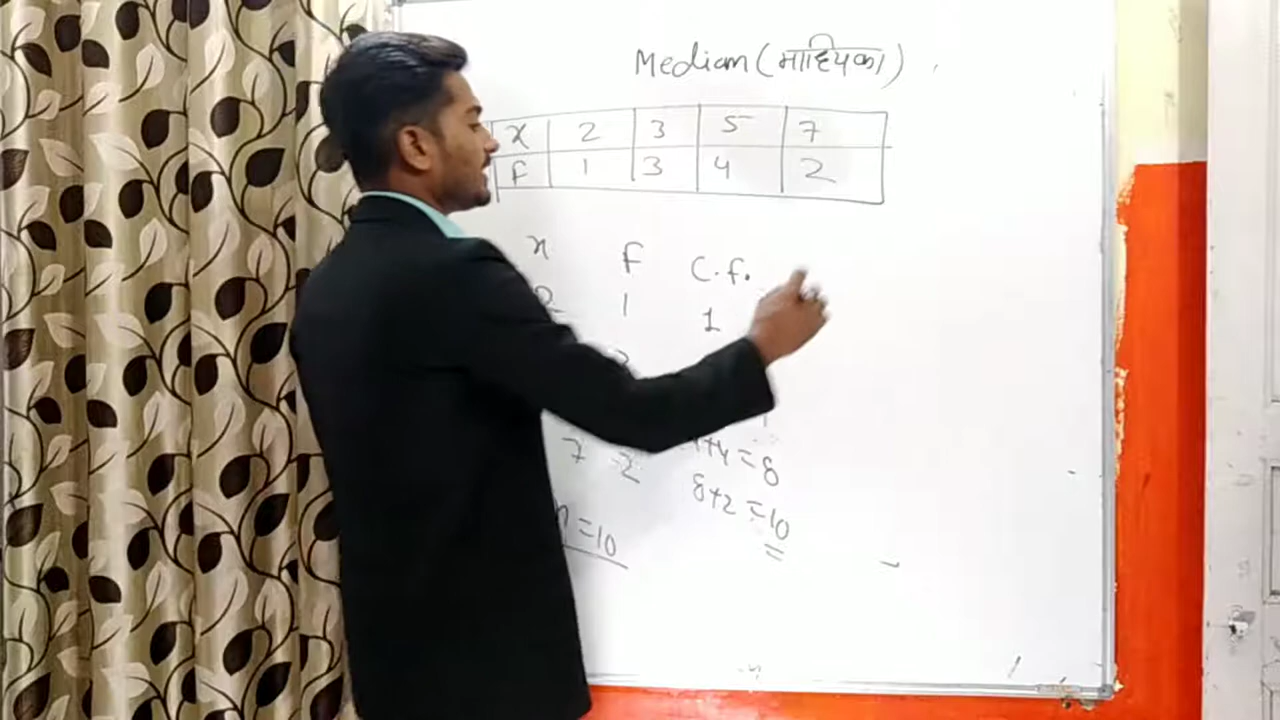 Median (माध्यिका)
x 2 3 5 7
F 1 3 4 2
x F C.f.
2 1 1
7 2 +4=8
8+2=10
n=10